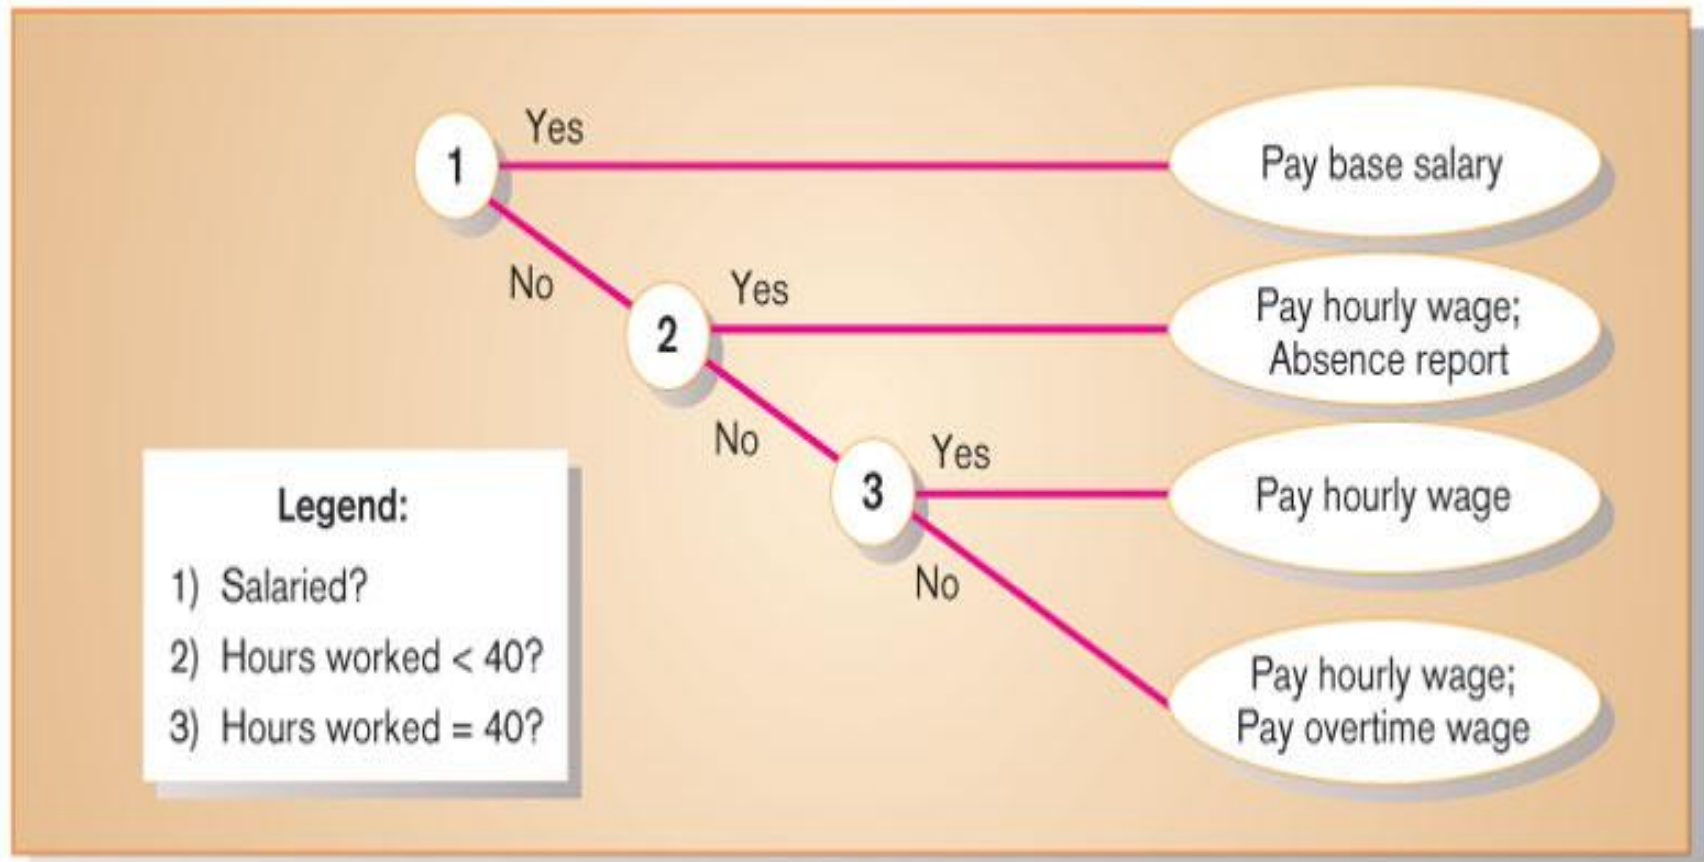 Yes
1
Pay base salary
No
Yes
2
Pay hourly wage;
Absence report
No
Yes
3
Pay hourly wage
No
Pay hourly wage;
Pay overtime wage
Legend:
1) Salaried?
2) Hours worked < 40?
3) Hours worked = 40?